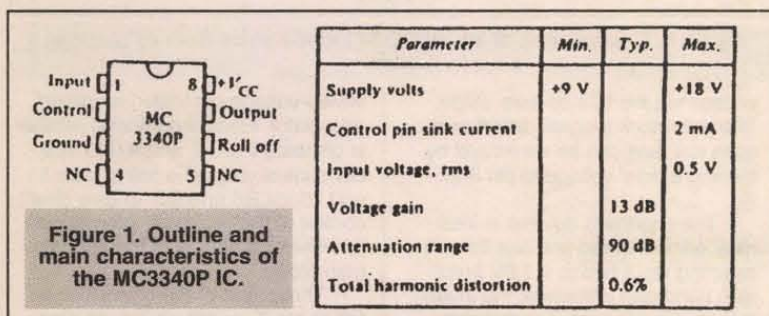 Input 1 8 +VCC
Control Output
Ground Roll off
NC 4 5 NC
MC
3340P
Figure 1. Outline and
main characteristics of
the MC3340P IC.
Parameter Min. Typ. Max.
Supply volts +9 V +18 V
Control pin sink current 2 mA
Input voltage, rms 0.5 V
Voltage gain 13 dB
Attenuation range 90 dB
Total harmonic distortion 0.6%